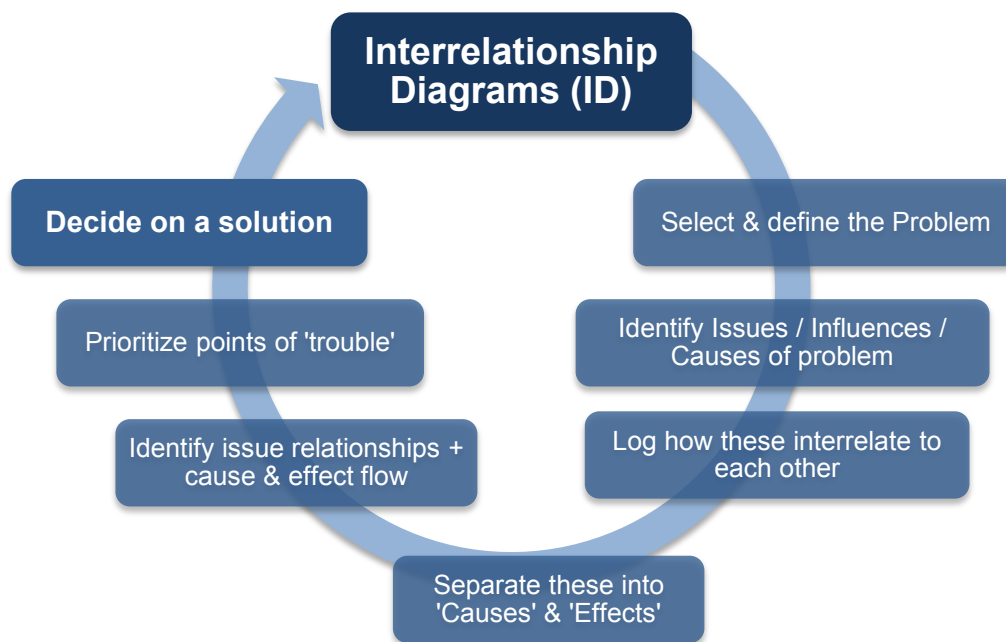 Interrelationship
Diagrams (ID)
Select & define the Problem
Identify Issues / Influences /
Causes of problem
Log how these interrelate to
each other
Separate these into
'Causes' & 'Effects'
Identify issue relationships +
cause & effect flow
Prioritize points of 'trouble'
Decide on a solution